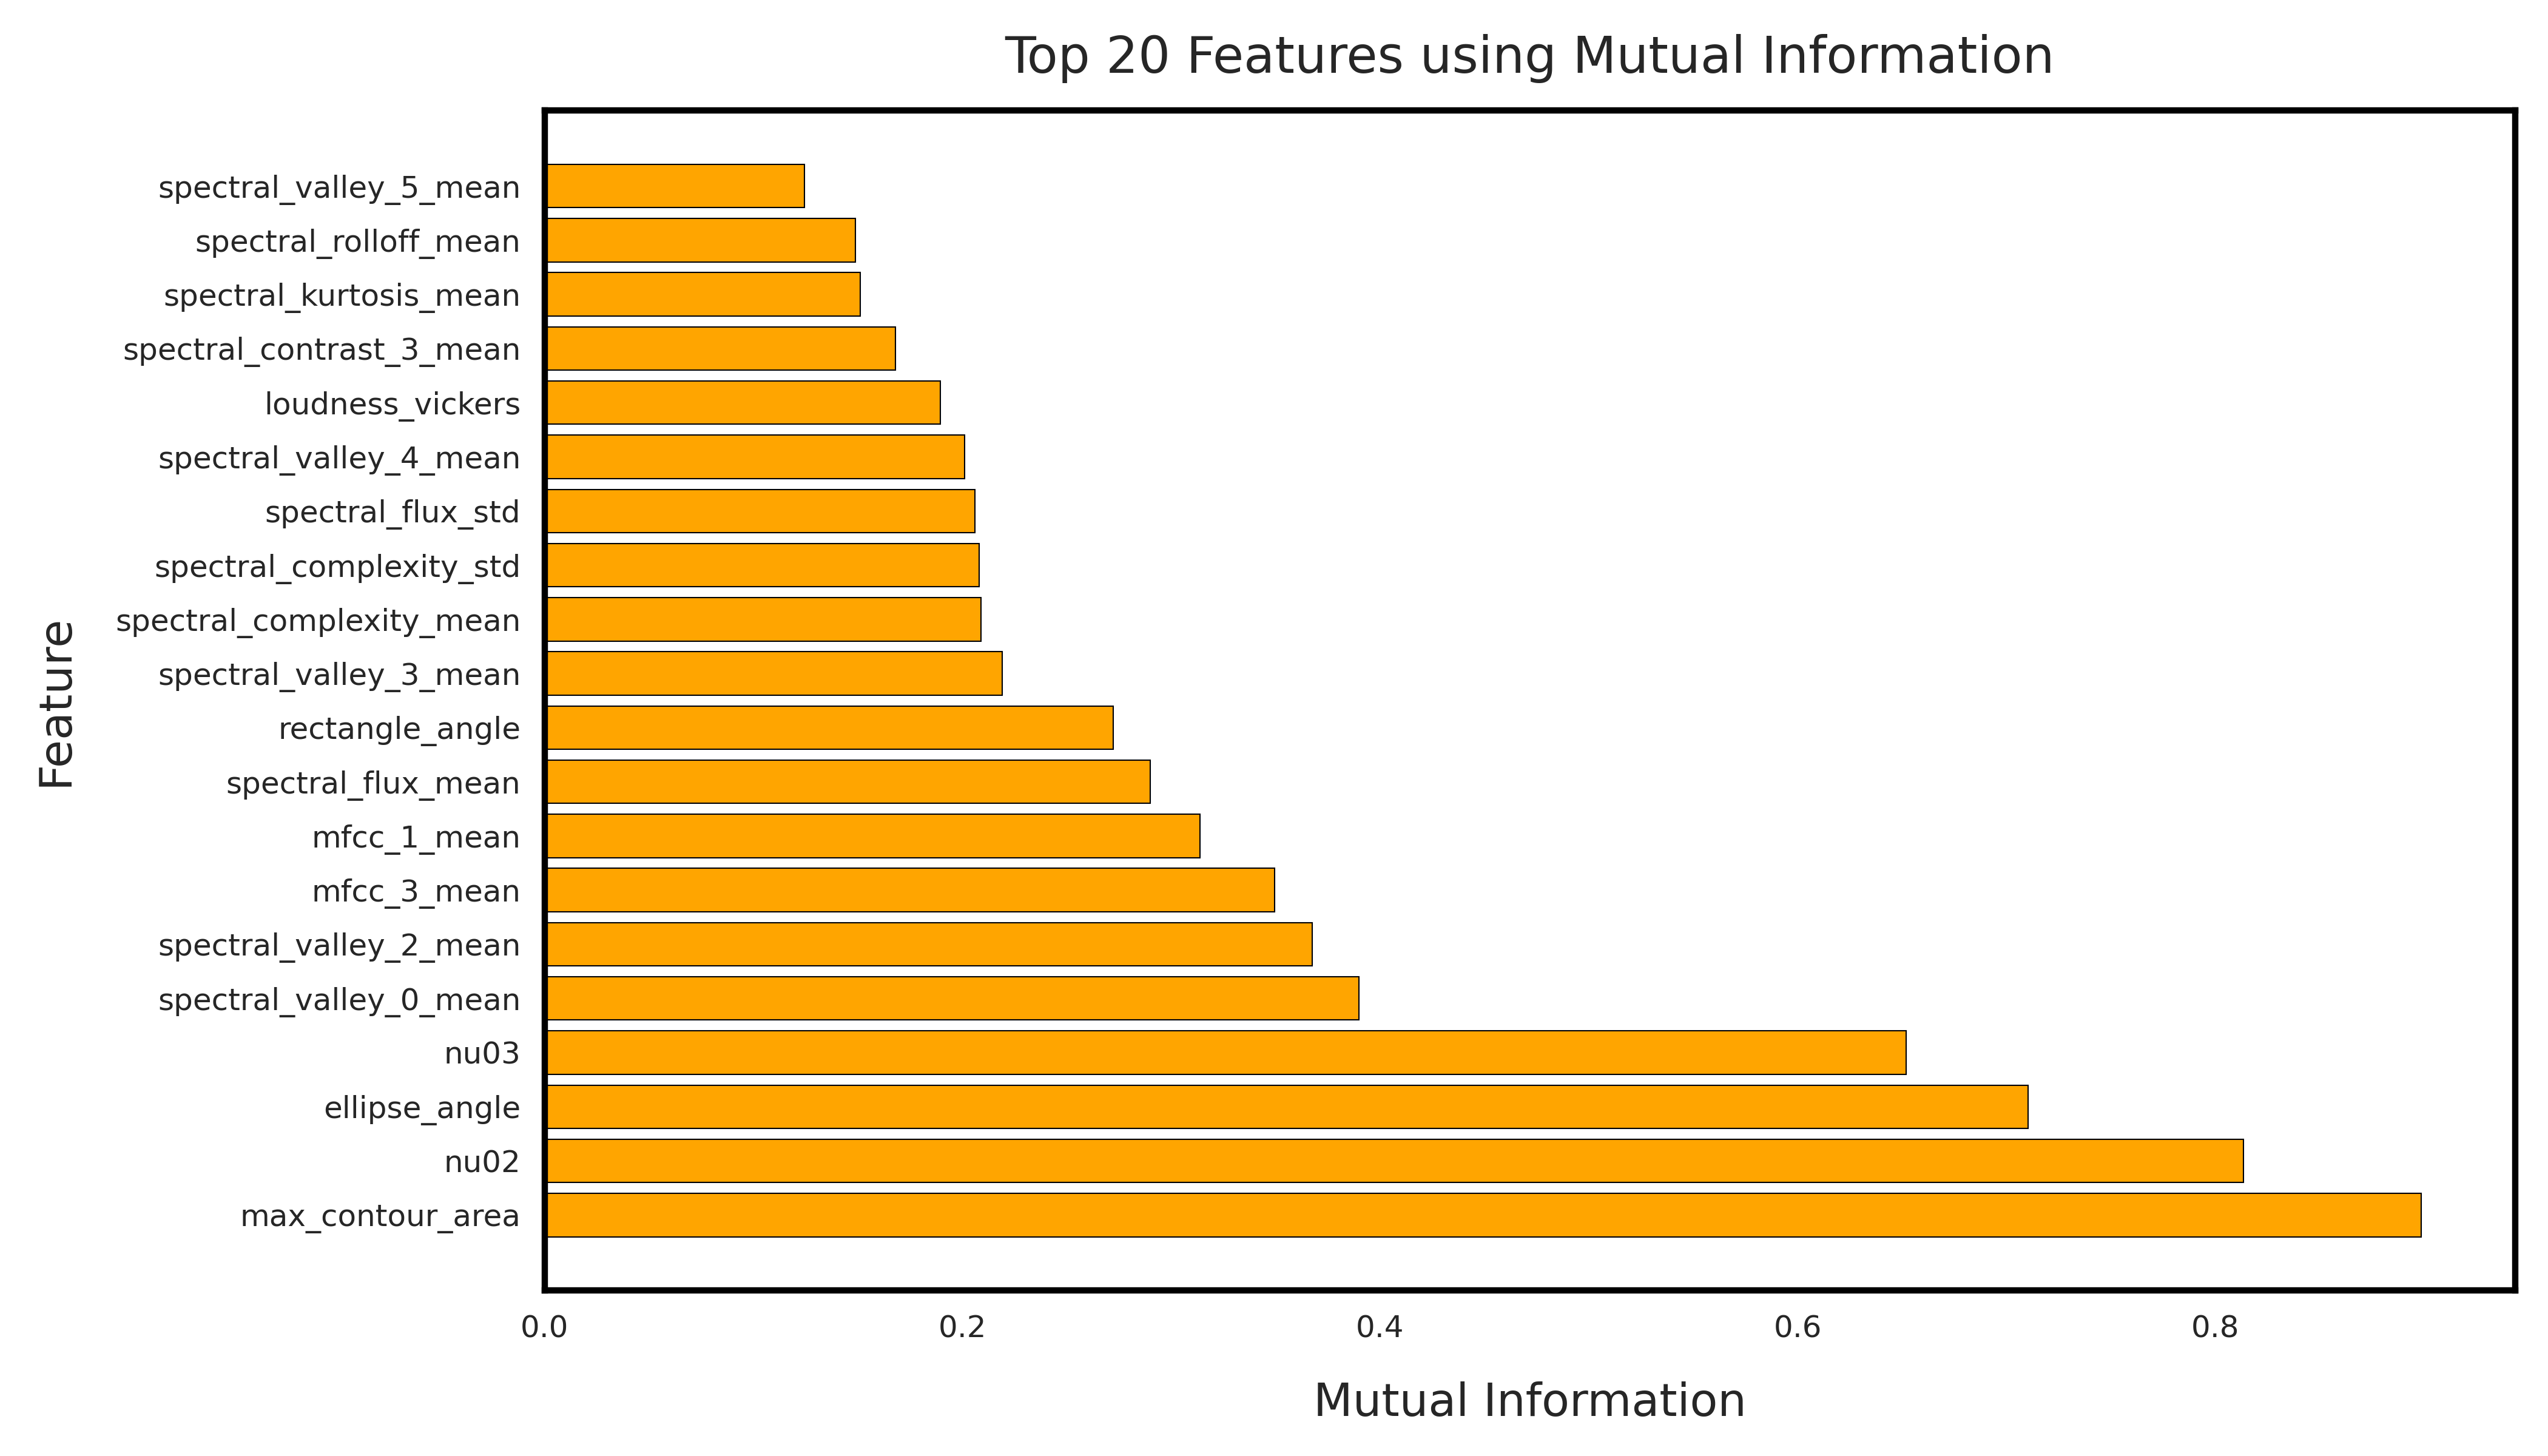 Top 20 Features using Mutual Information
Feature
spectral_valley_5_mean
spectral_rolloff_mean
spectral_kurtosis_mean
spectral_contrast_3_mean
loudness_vickers
spectral_valley_4_mean
spectral_flux_std
spectral_complexity_std
spectral_complexity_mean
spectral_valley_3_mean
rectangle_angle
spectral_flux_mean
mfcc_1_mean
mfcc_3_mean
spectral_valley_2_mean
spectral_valley_0_mean
nu03
ellipse_angle
nu02
max_contour_area
0.0 0.2 0.4 0.6 0.8
Mutual Information